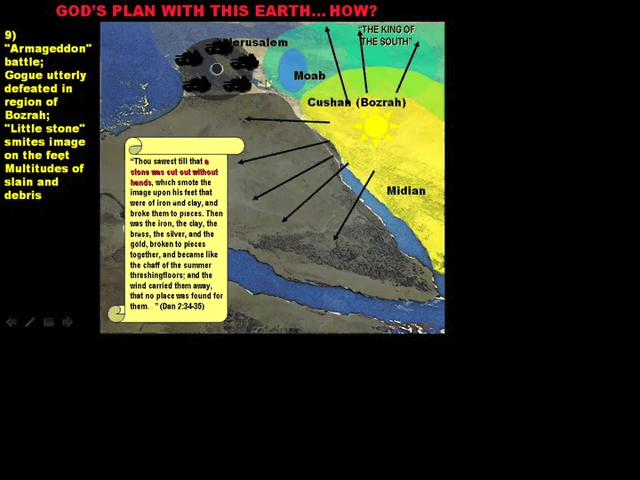 GOD'S PLAN WITH THIS EARTH... HOW?
9)
"Armageddon"
battle;
Gogue utterly
defeated in
region of
Bozrah;
"Little stone"
smites image
on the feet
Multitudes of
slain and
debris
Jerusalem
"THE KING OF
THE SOUTH"
Moab
Cushan (Bozrah)
Midian
"Thou sawest till that a
stone was cut out without
hands, which smote the
image upon his feet that
were of iron and clay, and
broke them to pieces. Then
was the iron, the clay, the
brass, the silver, and the
gold, broken to pieces
together, and became like
the chaff of the summer
threshingfloors; and the
wind carried them away,
that no place was found for
them..." (Dan 2:34-35)